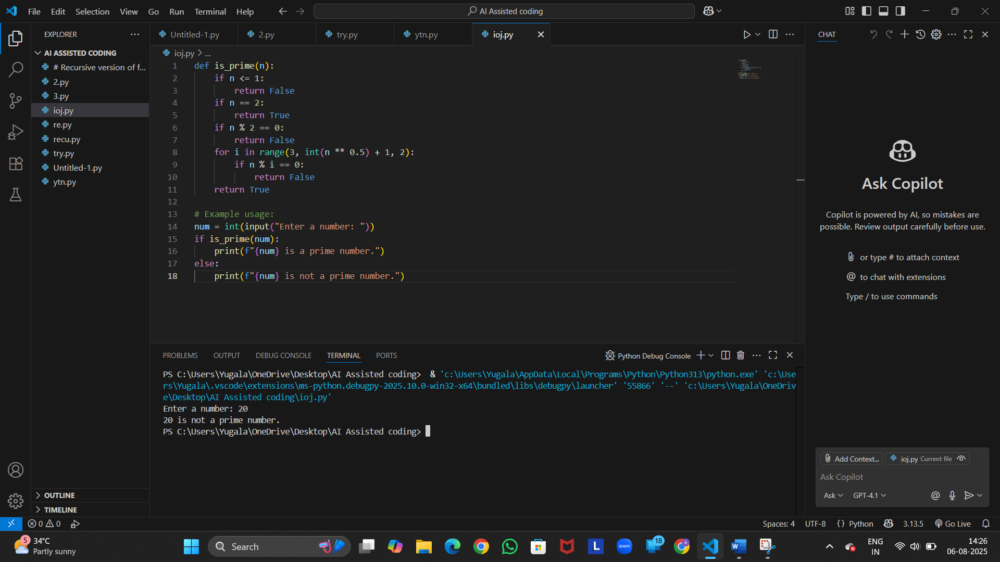 File Edit Selection View Go Run Terminal Help
AI Assisted coding
EXPLORER
AI ASSISTED CODING
# Recursive version of f...
2.py
3.py
ioj.py
re.py
recu.py
try.py
Untitled-1.py
ytn.py
OUTLINE
TIMELINE
Untitled-1.py 2.py try.py ytn.py ioj.py
ioj.py > ...
1 def is_prime(n):
2     if n <= 1:
3         return False
4     if n == 2:
5         return True
6     if n % 2 == 0:
7         return False
8     for i in range(3, int(n ** 0.5) + 1, 2):
9         if n % i == 0:
10             return False
11     return True
12
13 # Example usage:
14 num = int(input("Enter a number: "))
15 if is_prime(num):
16     print(f"{num} is a prime number.")
17 else:
18     print(f"{num} is not a prime number.")
PROBLEMS OUTPUT DEBUG CONSOLE TERMINAL PORTS
Python Debug Console
PS C:\Users\Yugala\OneDrive\Desktop\AI Assisted coding>  & 'c:\Users\Yugala\AppData\Local\Programs\Python\Python313\python.exe' 'c:\Use
rs\Yugala\.vscode\extensions\ms-python.debugpy-2025.10.0-win32-x64\bundled\libs\debugpy\launcher' '55866' '--' 'c:\Users\Yugala\OneDriv
e\Desktop\AI Assisted coding\ioj.py'
Enter a number: 20
20 is not a prime number.
PS C:\Users\Yugala\OneDrive\Desktop\AI Assisted coding>
CHAT
Ask Copilot
Copilot is powered by AI, so mistakes are
possible. Review output carefully before use.
or type # to attach context
@ to chat with extensions
Type / to use commands
Add Context... ioj.py Current file
Ask Copilot
Ask GPT-4.1 @
0 0
Spaces: 4 UTF-8 {} Python 3.13.5 Go Live
5
34°C
Partly sunny
Search
L
zoom
18
A
W
ENG
IN
14:26
06-08-2025